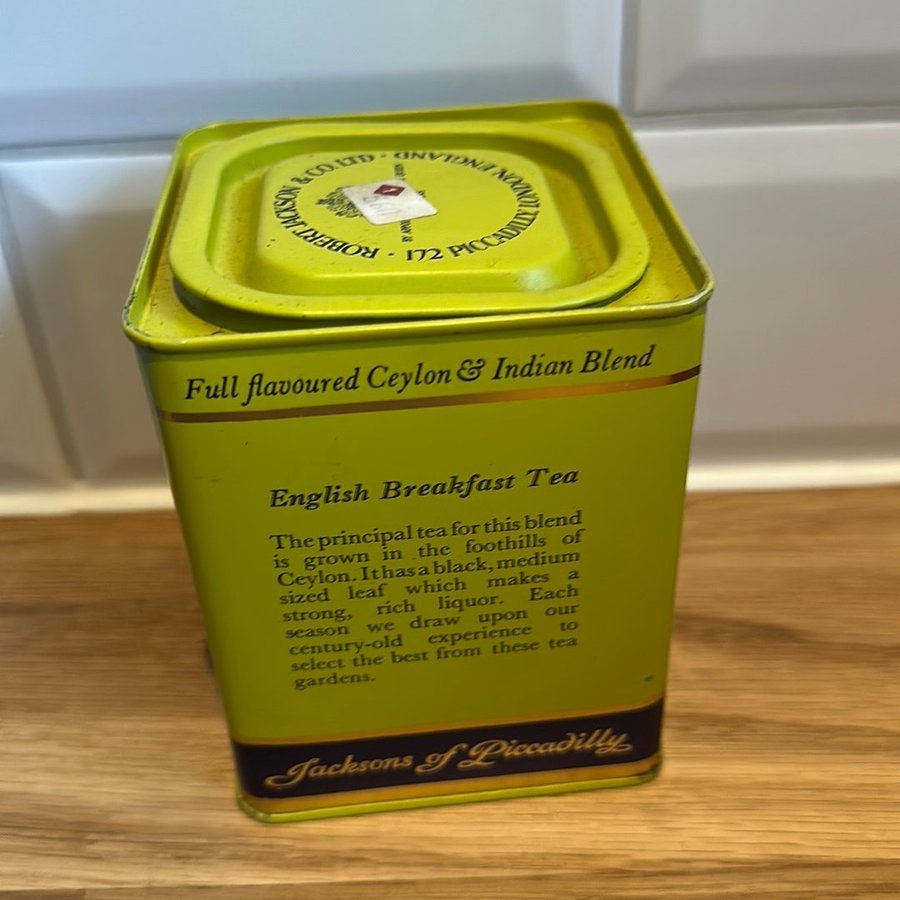 ROBERT JACKSON & CO. LTD · 172 PICCADILLY LONDON ENGLAND ·
Full flavoured Ceylon & Indian Blend
English Breakfast Tea
The principal tea for this blend
is grown in the foothills of
Ceylon. It has a black, medium
sized leaf which makes a
strong, rich liquor. Each
season we draw upon our
century-old experience to
select the best from these tea
gardens.
Jacksons of Piccadilly